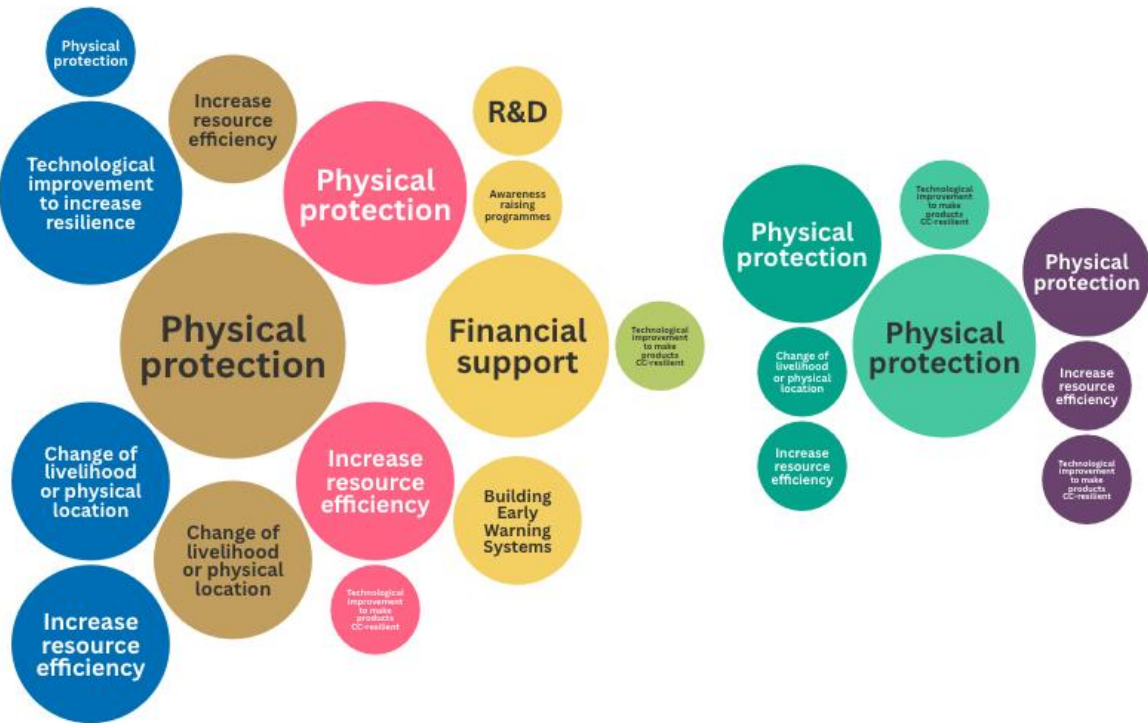 Physical
protection
Technological
improvement
to increase
resilience
Change of
livelihood
or physical
location
Increase
resource
efficiency
Increase
resource
efficiency
Physical
protection
Change of
livelihood
or physical
location
Physical
protection
Increase
resource
efficiency
Technological
improvement
to make
products
CC-resilient
R&D
Awareness
raising
programmes
Financial
support
Building
Early
Warning
Systems
Technological
improvement
to make
products
CC-resilient
Physical
protection
Change of
livelihood
or physical
location
Increase
resource
efficiency
Technological
improvement
to make
products
CC-resilient
Physical
protection
Physical
protection
Increase
resource
efficiency
Technological
improvement
to make
products
CC-resilient